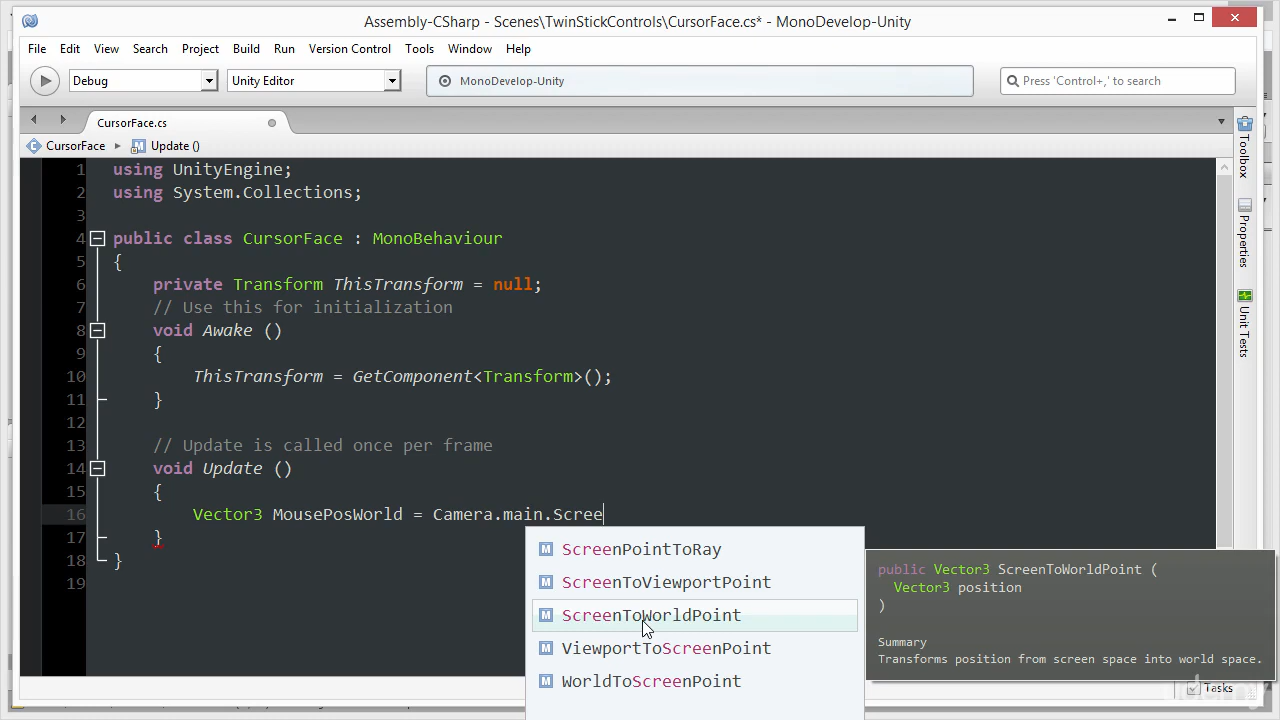 Assembly-CSharp - Scenes\TwinStickControls\CursorFace.cs* - MonoDevelop-Unity
File Edit View Search Project Build Run Version Control Tools Window Help
Debug Unity Editor MonoDevelop-Unity Press 'Control+,' to search
CursorFace.cs
CursorFace Update ()
1 using UnityEngine;
2 using System.Collections;
3
4 public class CursorFace : MonoBehaviour
5 {
6 private Transform ThisTransform = null;
7 // Use this for initialization
8 void Awake ()
9 {
10 ThisTransform = GetComponent<Transform>();
11 }
12
13 // Update is called once per frame
14 void Update ()
15 {
16 Vector3 MousePosWorld = Camera.main.Scree
17 }
18 }
19
ScreenPointToRay
ScreenToViewportPoint
ScreenToWorldPoint
ViewportToScreenPoint
WorldToScreenPoint
public Vector3 ScreenToWorldPoint (
Vector3 position
)
Summary
Transforms position from screen space into world space.
Toolbox
Properties
Unit Tests
Tasks
udemy